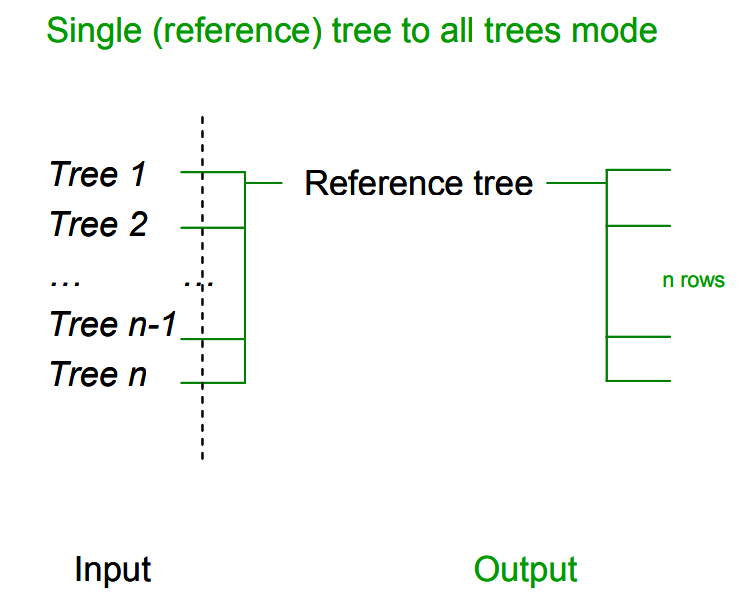 Single (reference) tree to all trees mode
Tree 1
Reference tree
Tree 2
... ...
n rows
Tree n-1
Tree n
Input
Output